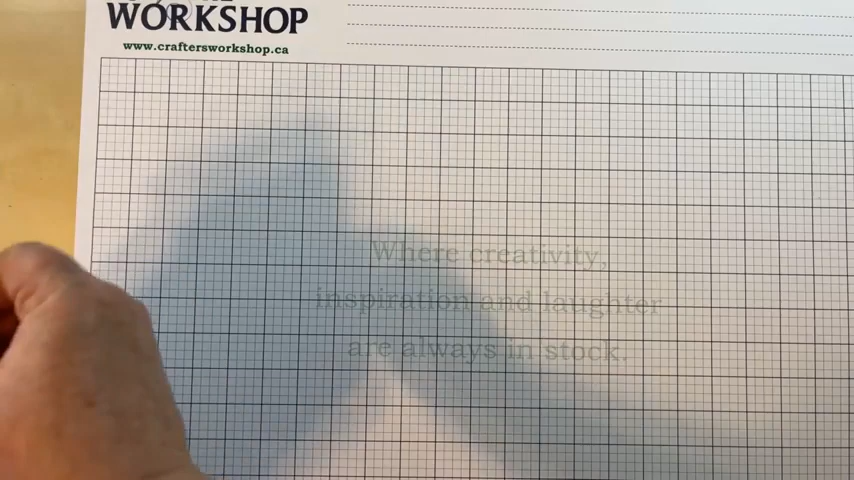 WORKSHOP
www.craftersworkshop.ca
Where creativity,
inspiration and laughter
are always in stock.